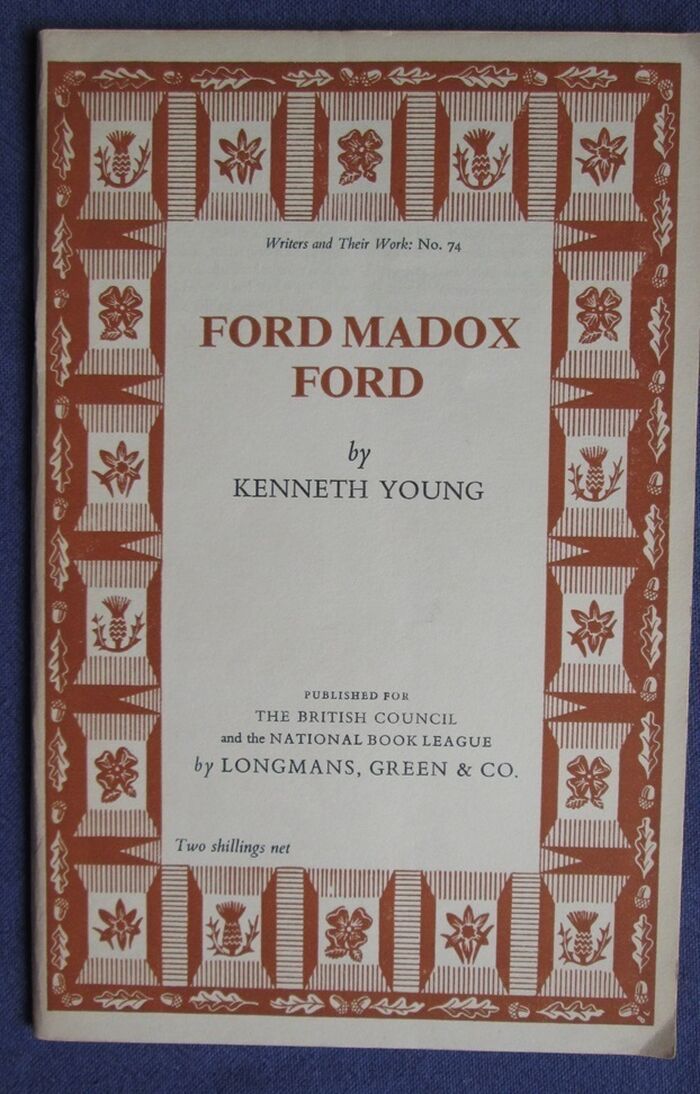 Writers and Their Work: No. 74
FORD MADOX
FORD
by
KENNETH YOUNG
PUBLISHED FOR
THE BRITISH COUNCIL
and the NATIONAL BOOK LEAGUE
by LONGMANS, GREEN & CO.
Two shillings net